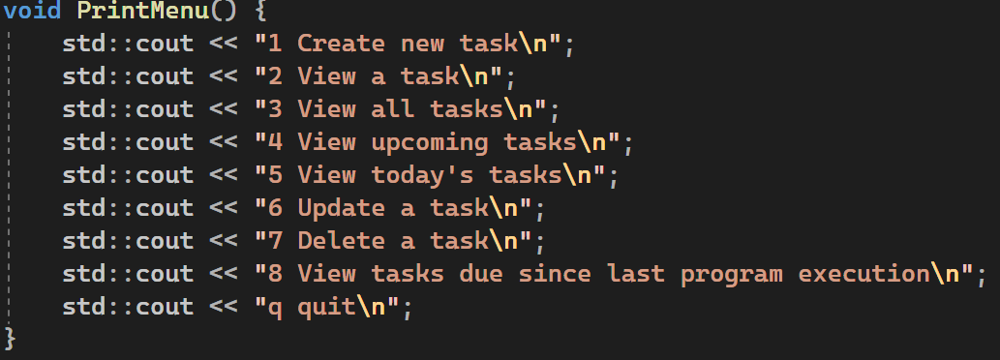 void PrintMenu() {
    std::cout << "1 Create new task\n";
    std::cout << "2 View a task\n";
    std::cout << "3 View all tasks\n";
    std::cout << "4 View upcoming tasks\n";
    std::cout << "5 View today's tasks\n";
    std::cout << "6 Update a task\n";
    std::cout << "7 Delete a task\n";
    std::cout << "8 View tasks due since last program execution\n";
    std::cout << "q quit\n";
}